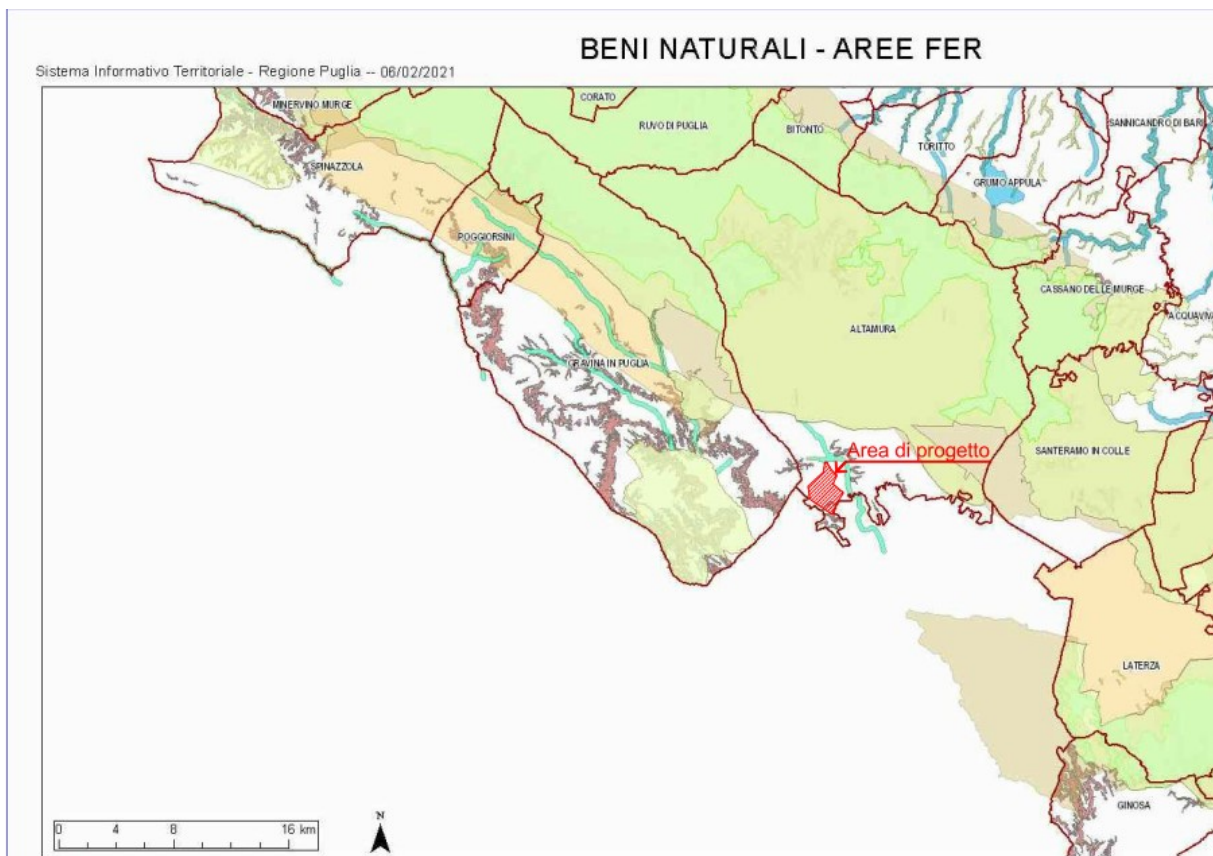 BENI NATURALI - AREE FER
Sistema Informativo Territoriale - Regione Puglia -- 06/02/2021
MINERVINO MURGE
CORATO
RUVO DI PUGLIA
BITONTO
TORITTO
SANNICANDRO DI BARI
SPINAZZOLA
GRUMO APPULA
POGGIORSINI
CASSANO DELLE MURGE
ACQUAVIVA
ALTAMURA
GRAVINA IN PUGLIA
Area di progetto
SANTERAMO IN COLLE
LATERZA
GINOSA
0 4 8 16 km
N